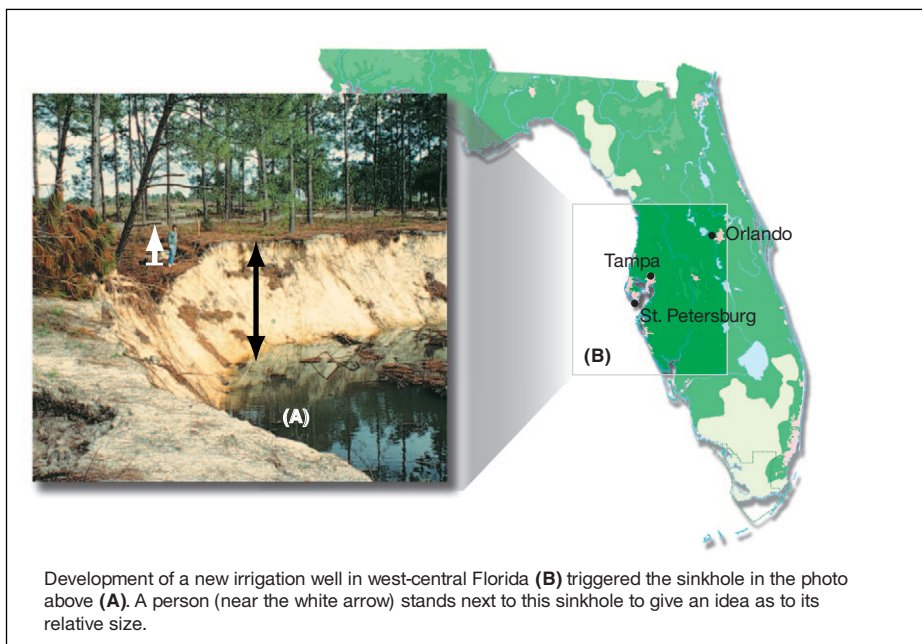 Orlando
Tampa
St. Petersburg
(B)
(A)
Development of a new irrigation well in west-central Florida (B) triggered the sinkhole in the photo
above (A). A person (near the white arrow) stands next to this sinkhole to give an idea as to its
relative size.